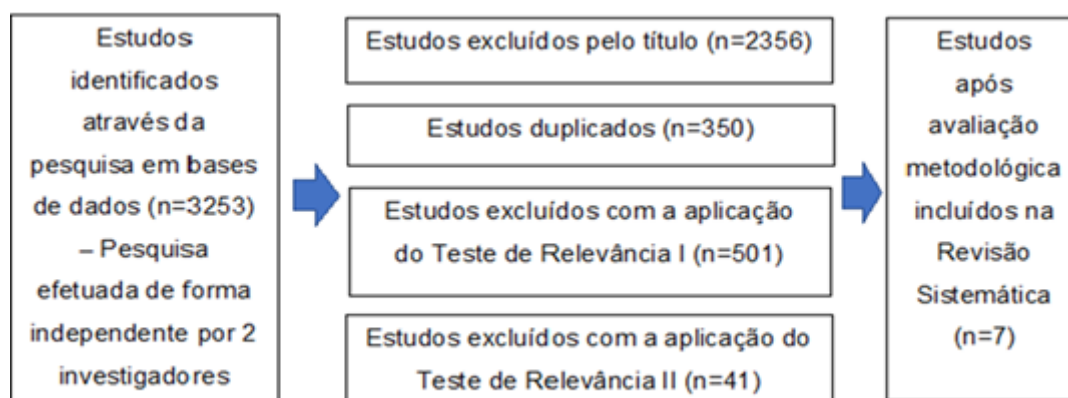 Estudos
identificados
através da
pesquisa em bases
de dados (n=3253)
– Pesquisa
efetuada de forma
independente por 2
investigadores
Estudos excluídos pelo título (n=2356)
Estudos duplicados (n=350)
Estudos excluídos com a aplicação
do Teste de Relevância I (n=501)
Estudos excluídos com a aplicação do
Teste de Relevância II (n=41)
Estudos
após
avaliação
metodológica
incluídos na
Revisão
Sistemática
(n=7)